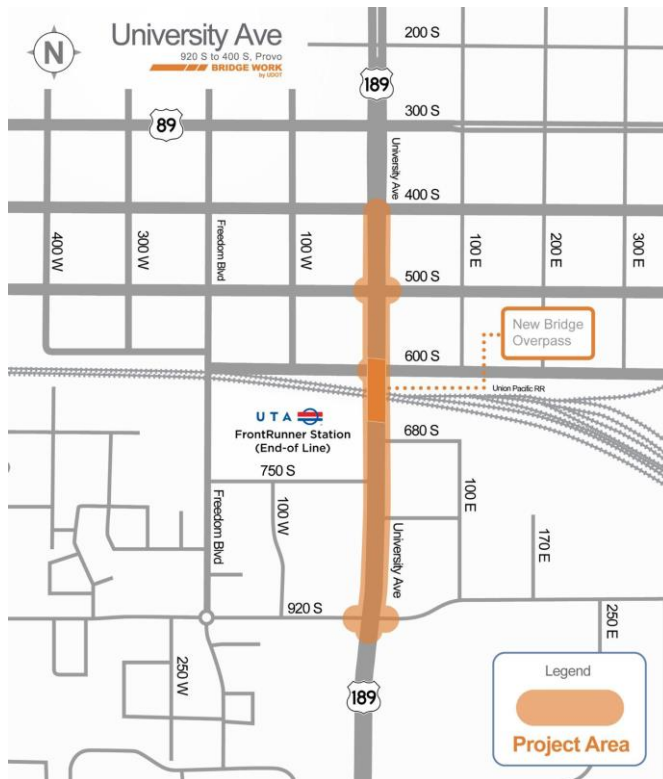 University Ave
920 S to 400 S, Provo
BRIDGE WORK
by UDOT
N
200 S
189
300 S
89
University Ave
400 S
400 W
300 W
Freedom Blvd
100 W
100 E
200 E
300 E
500 S
New Bridge
Overpass
600 S
Union Pacific RR
UTA
FrontRunner Station
(End-of Line)
680 S
750 S
Freedom Blvd
100 W
University Ave
100 E
170 E
920 S
250 W
250 E
189
Legend
Project Area